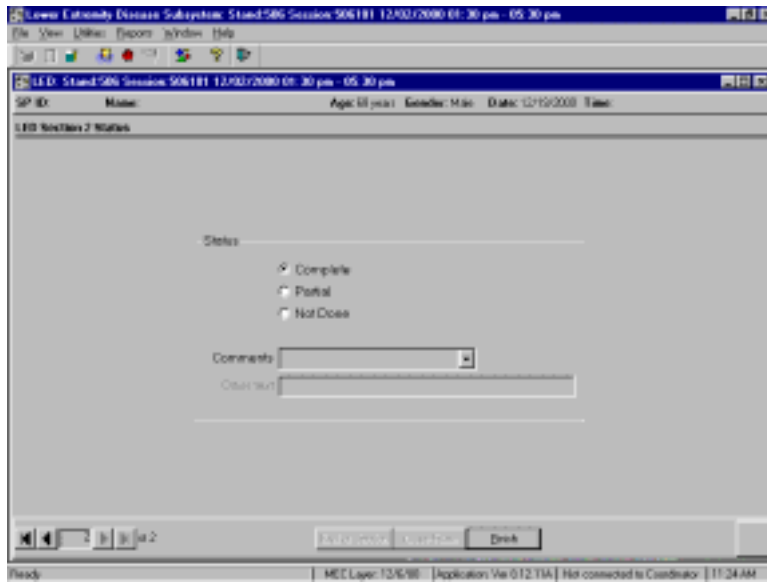 Lower Extremity Disease Subsystem: Stand:506 Session:506101 12/02/2000 01:30 pm - 05:30 pm
File View Utilities Reports Window Help
LED: Stand:506 Session:506101 12/02/2000 01:30 pm - 05:30 pm
SP ID: Name: Age: years Gender: Male Date: 12/19/2000 Time:
LED Section 2 Status
Status
Complete
Partial
Not Done
Comments
Other text
2 of 2
Finish
Ready MEC Layer: 12/6/00 Application: Ver 0.12.11A Not connected to Coordinator 11:24 AM